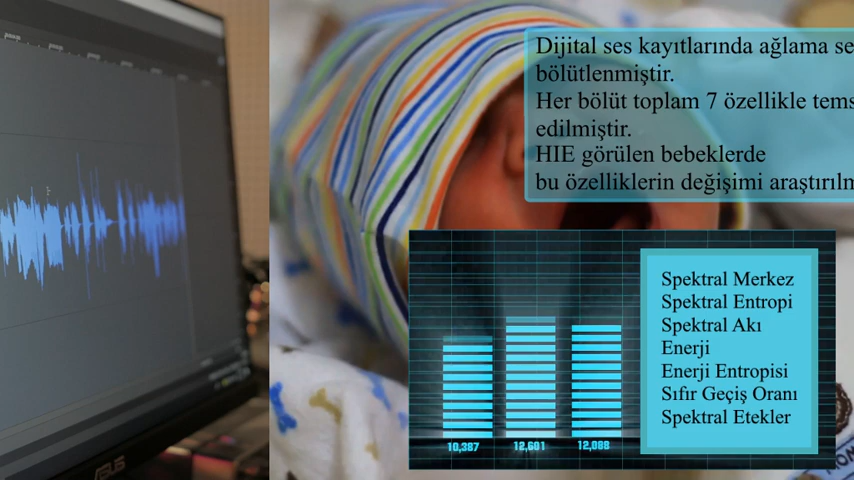 Dijital ses kayıtlarında ağlama se
bölütlenmiştir.
Her bölüt toplam 7 özellikle tems
edilmiştir.
HIE görülen bebeklerde
bu özelliklerin değişimi araştırılm
Spektral Merkez
Spektral Entropi
Spektral Akı
Enerji
Enerji Entropisi
Sıfır Geçiş Oranı
Spektral Etekler
10,387 12,601 12,088
ASUS